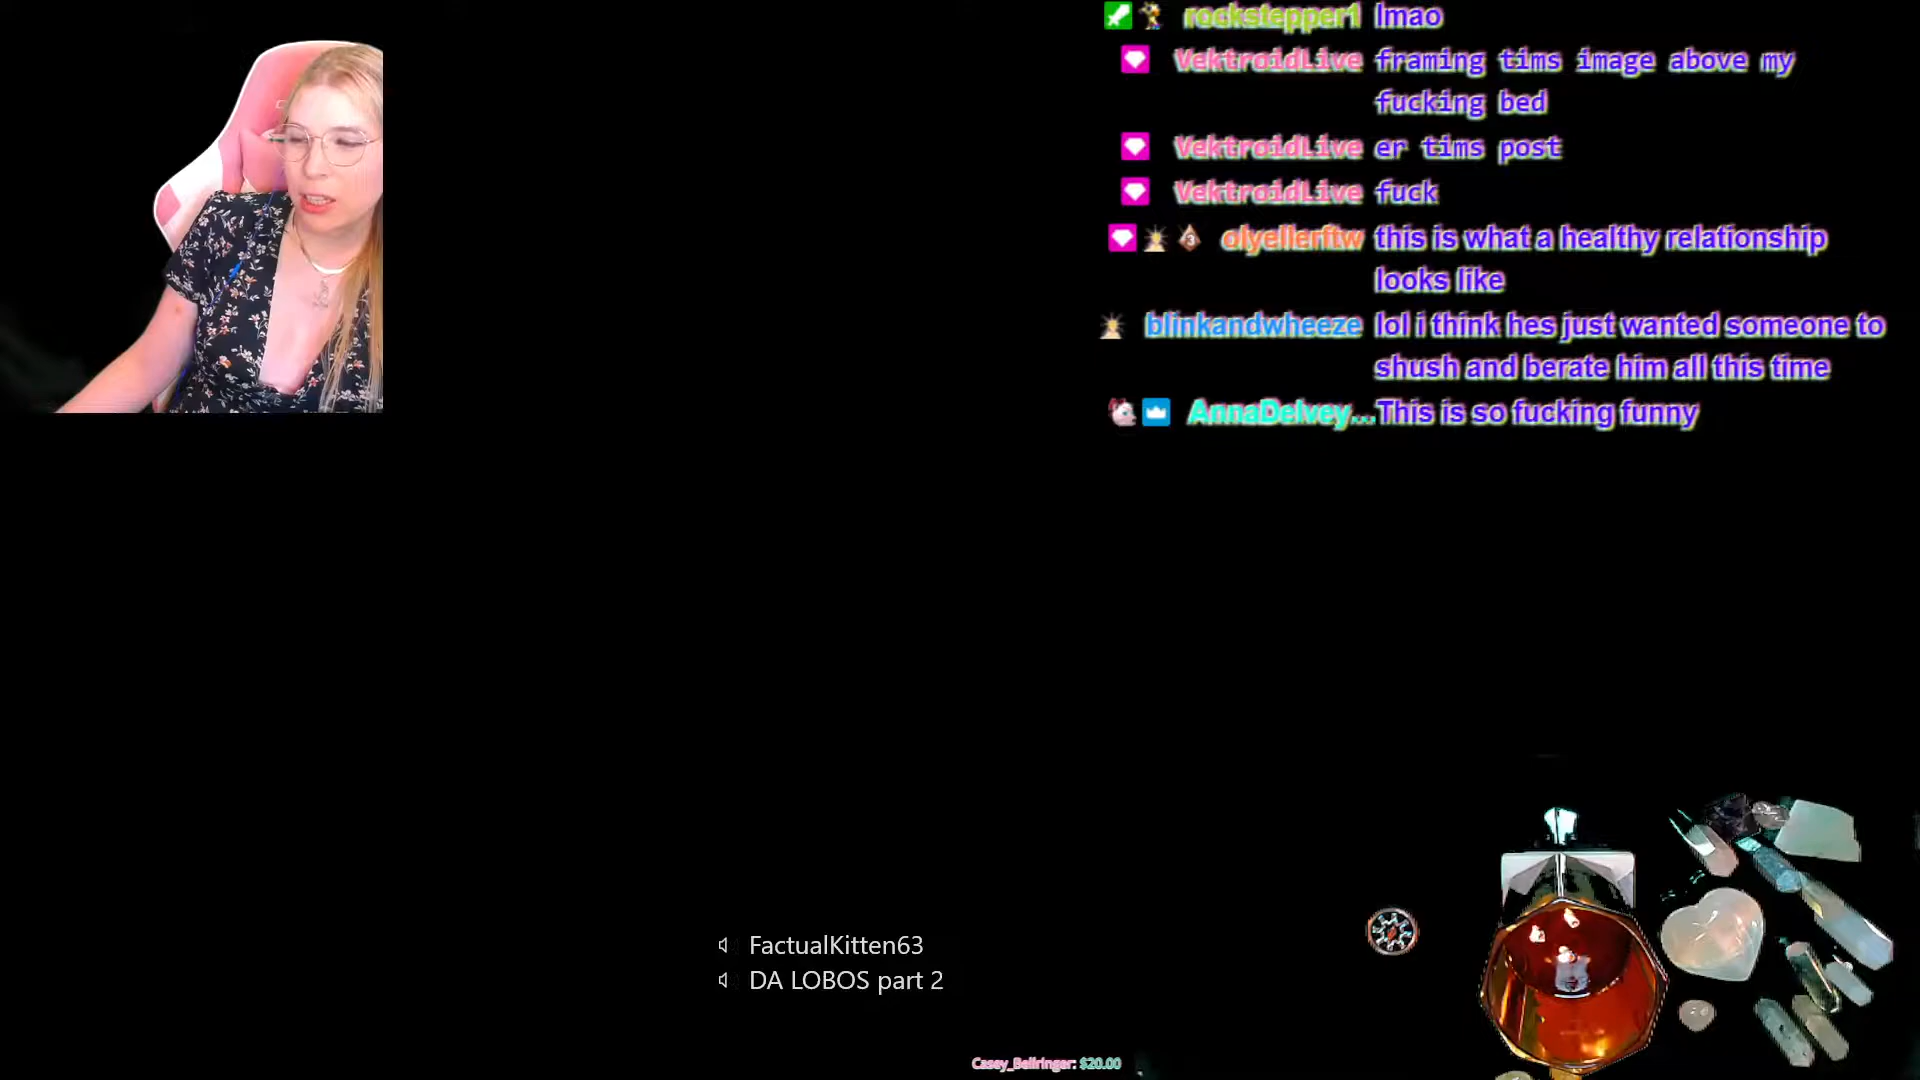 rockstepper1 lmao
VektroidLive framing tims image above my
fucking bed
VektroidLive er tims post
VektroidLive fuck
olyellerftw this is what a healthy relationship
looks like
blinkandwheeze lol i think hes just wanted someone to
shush and berate him all this time
AnnaDelvey... This is so fucking funny
FactualKitten63
DA LOBOS part 2
Casey_Bellringer: $20.00